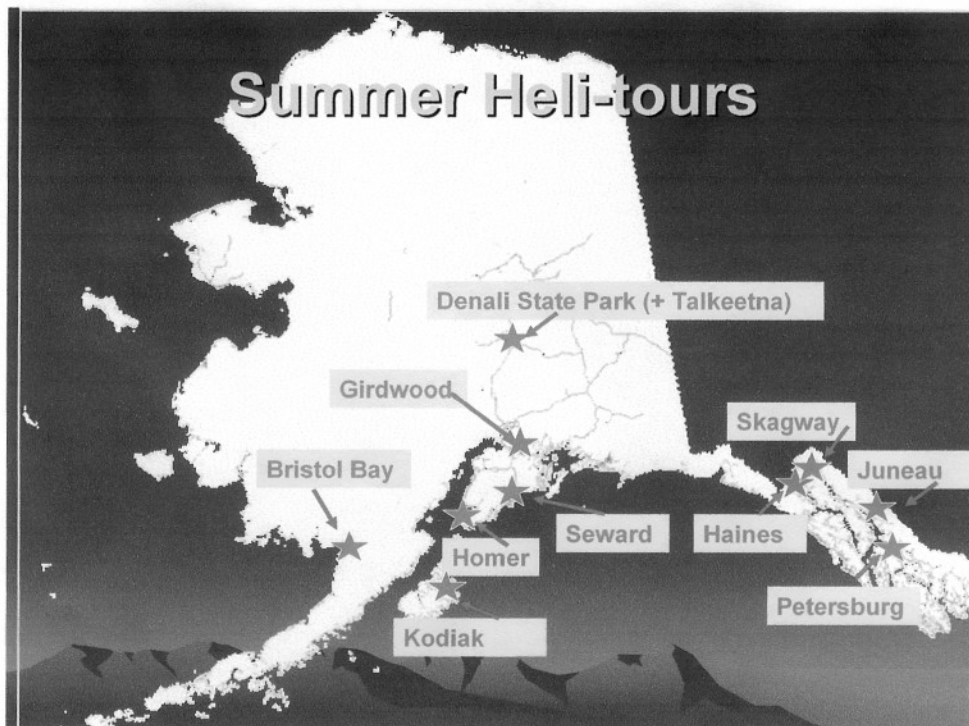 Summer Heli-tours
Denali State Park (+ Talkeetna)
Girdwood
Skagway
Bristol Bay
Juneau
Seward
Haines
Homer
Petersburg
Kodiak